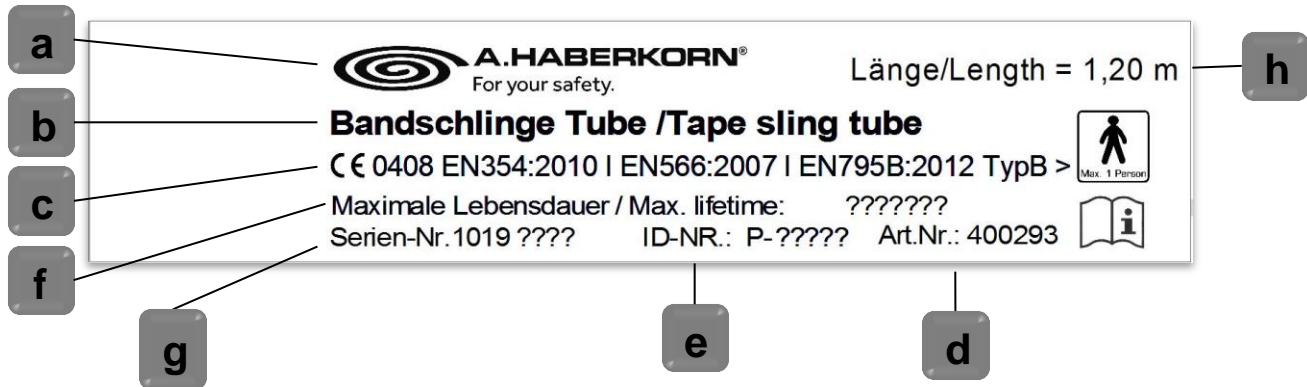 a
A.HABERKORN®
For your safety.
Länge/Length = 1,20 m
h
b
Bandschlinge Tube /Tape sling tube
c
CE 0408 EN354:2010 I EN566:2007 I EN795B:2012 TypB >
Max. 1 Person
Maximale Lebensdauer / Max. lifetime: ???????
Serien-Nr.1019 ???? ID-NR.: P-????? Art.Nr.: 400293
i
f
g
e
d